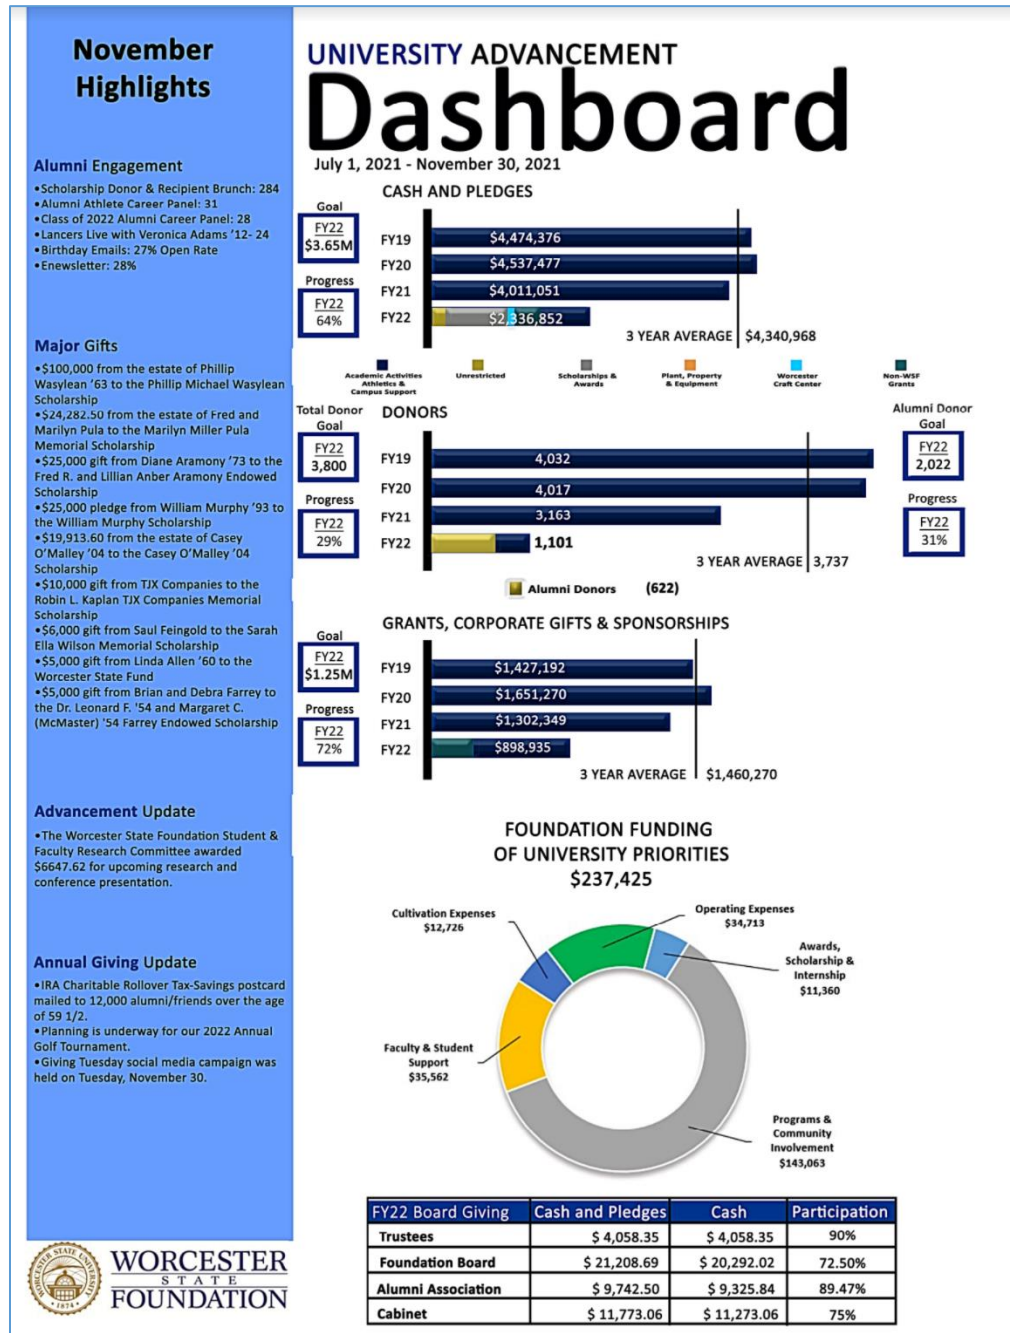 November
Highlights
Alumni Engagement
•Scholarship Donor & Recipient Brunch: 284
•Alumni Athlete Career Panel: 31
•Class of 2022 Alumni Career Panel: 28
•Lancers Live with Veronica Adams '12- 24
•Birthday Emails: 27% Open Rate
•Enewsletter: 28%
Major Gifts
•$100,000 from the estate of Phillip
Wasylean '63 to the Phillip Michael Wasylean
Scholarship
•$24,282.50 from the estate of Fred and
Marilyn Pula to the Marilyn Miller Pula
Memorial Scholarship
•$25,000 gift from Diane Aramony '73 to the
Fred R. and Lillian Anber Aramony Endowed
Scholarship
•$25,000 pledge from William Murphy '93 to
the William Murphy Scholarship
•$19,913.60 from the estate of Casey
O'Malley '04 to the Casey O'Malley '04
Scholarship
•$10,000 gift from TJX Companies to the
Robin L. Kaplan TJX Companies Memorial
Scholarship
•$6,000 gift from Saul Feingold to the Sarah
Ella Wilson Memorial Scholarship
•$5,000 gift from Linda Allen '60 to the
Worcester State Fund
•$5,000 gift from Brian and Debra Farrey to
the Dr. Leonard F. '54 and Margaret C.
(McMaster) '54 Farrey Endowed Scholarship
Advancement Update
•The Worcester State Foundation Student &
Faculty Research Committee awarded
$6647.62 for upcoming research and
conference presentation.
Annual Giving Update
•IRA Charitable Rollover Tax-Savings postcard
mailed to 12,000 alumni/friends over the age
of 59 1/2.
•Planning is underway for our 2022 Annual
Golf Tournament.
•Giving Tuesday social media campaign was
held on Tuesday, November 30.
WORCESTER STATE UNIVERSITY
• 1874 •
WORCESTER
STATE
FOUNDATION
UNIVERSITY ADVANCEMENT
Dashboard
July 1, 2021 - November 30, 2021
CASH AND PLEDGES
Goal
FY22
$3.65M
Progress
FY22
64%
FY19 $4,474,376
FY20 $4,537,477
FY21 $4,011,051
FY22 $2,336,852
3 YEAR AVERAGE $4,340,968
Academic Activities
Athletics &
Campus Support
Unrestricted
Scholarships &
Awards
Plant, Property
& Equipment
Worcester
Craft Center
Non-WSF
Grants
Total Donor
Goal
FY22
3,800
Progress
FY22
29%
DONORS
FY19 4,032
FY20 4,017
FY21 3,163
FY22 1,101
3 YEAR AVERAGE 3,737
Alumni Donors (622)
Alumni Donor
Goal
FY22
2,022
Progress
FY22
31%
GRANTS, CORPORATE GIFTS & SPONSORSHIPS
Goal
FY22
$1.25M
Progress
FY22
72%
FY19 $1,427,192
FY20 $1,651,270
FY21 $1,302,349
FY22 $898,935
3 YEAR AVERAGE $1,460,270
FOUNDATION FUNDING
OF UNIVERSITY PRIORITIES
$237,425
Cultivation Expenses
$12,726
Operating Expenses
$34,713
Awards,
Scholarship &
Internship
$11,360
Faculty & Student
Support
$35,562
Programs &
Community
Involvement
$143,063
FY22 Board Giving Cash and Pledges Cash Participation
Trustees $ 4,058.35 $ 4,058.35 90%
Foundation Board $ 21,208.69 $ 20,292.02 72.50%
Alumni Association $ 9,742.50 $ 9,325.84 89.47%
Cabinet $ 11,773.06 $ 11,273.06 75%